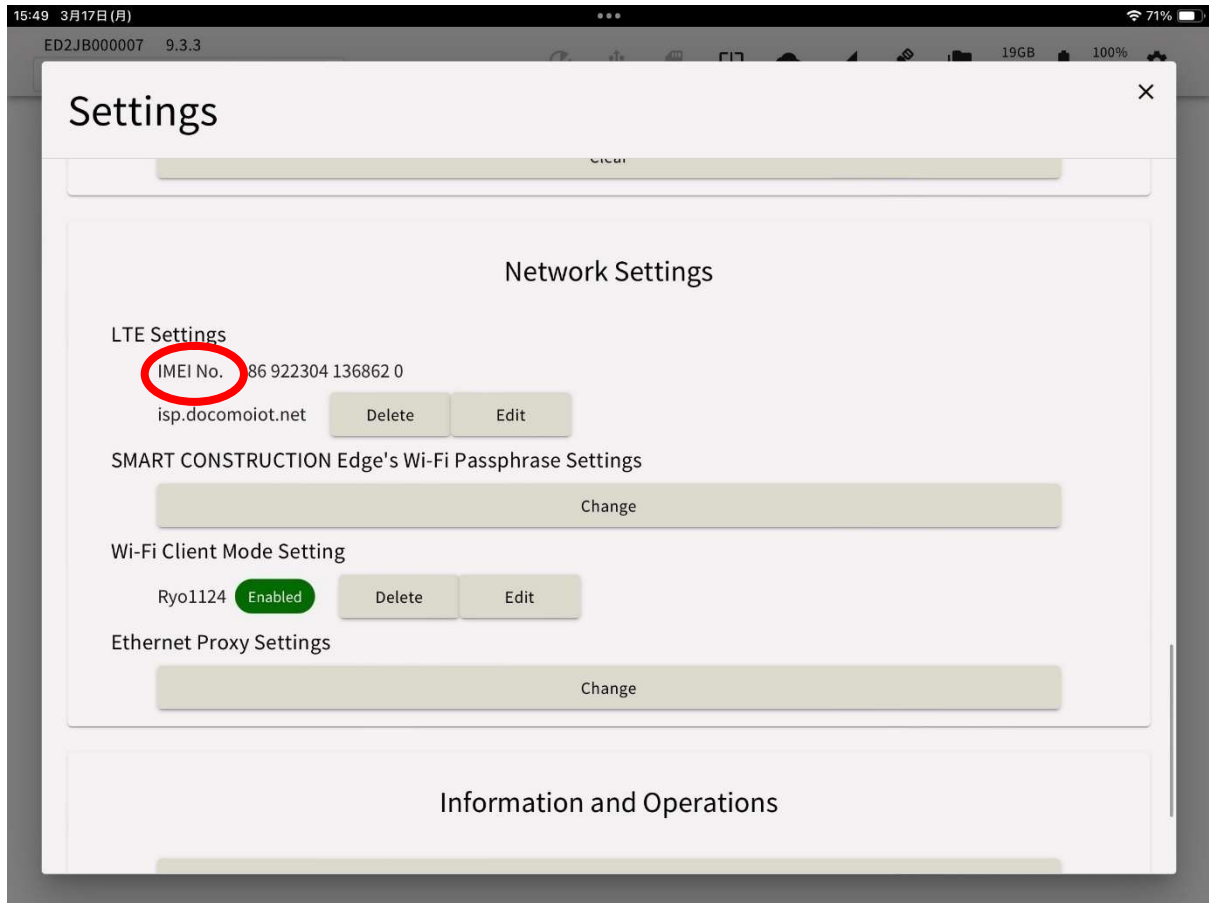 15:49 3月17日(月)
71%
ED2JB000007 9.3.3
19GB 100%
Settings
Clear
Network Settings
LTE Settings
IMEI No. 86 922304 136862 0
isp.docomoiot.net Delete Edit
SMART CONSTRUCTION Edge's Wi-Fi Passphrase Settings
Change
Wi-Fi Client Mode Setting
Ryo1124 Enabled Delete Edit
Ethernet Proxy Settings
Change
Information and Operations